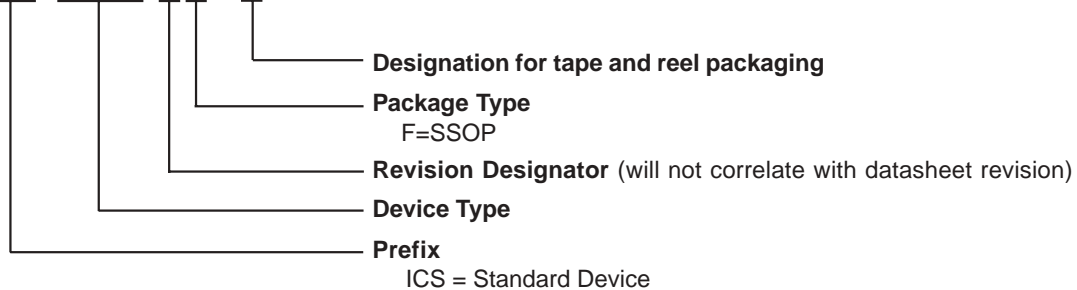 Designation for tape and reel packaging
Package Type
F=SSOP
Revision Designator (will not correlate with datasheet revision)
Device Type
Prefix
ICS = Standard Device